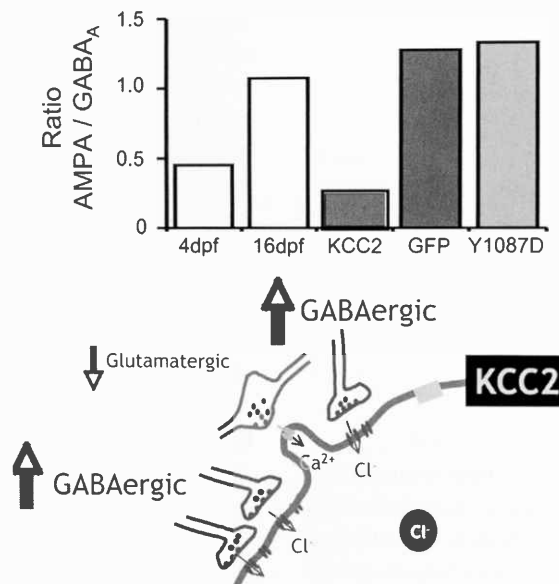 1.5
1.0
0.5
0
Ratio
AMPA / GABA_A
4dpf 16dpf KCC2 GFP Y1087D
GABAergic
Glutamatergic
KCC2
Ca²⁺
Cl⁻
GABAergic
Cl⁻
Cl⁻